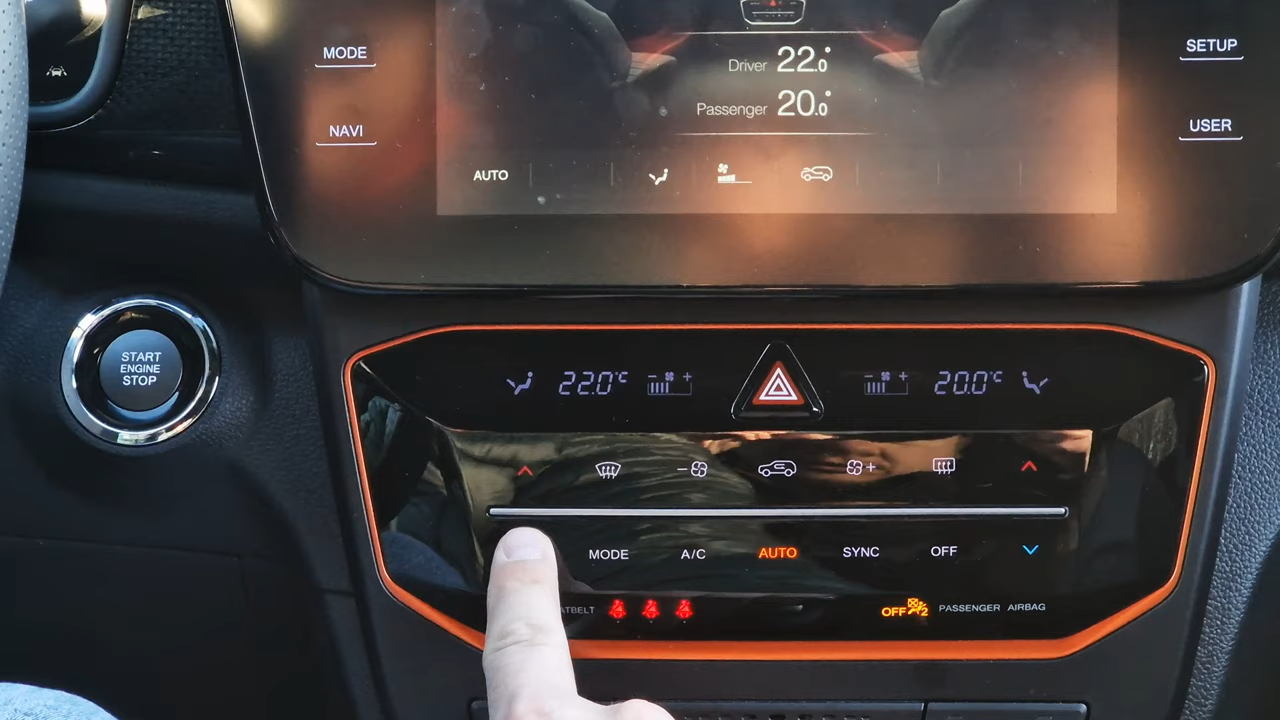 MODE
NAVI
Driver 22.0°
Passenger 20.0°
AUTO
SETUP
USER
START
ENGINE
STOP
22.0°C
20.0°C
MODE
A/C
AUTO
SYNC
OFF
OFF 2
PASSENGER AIRBAG